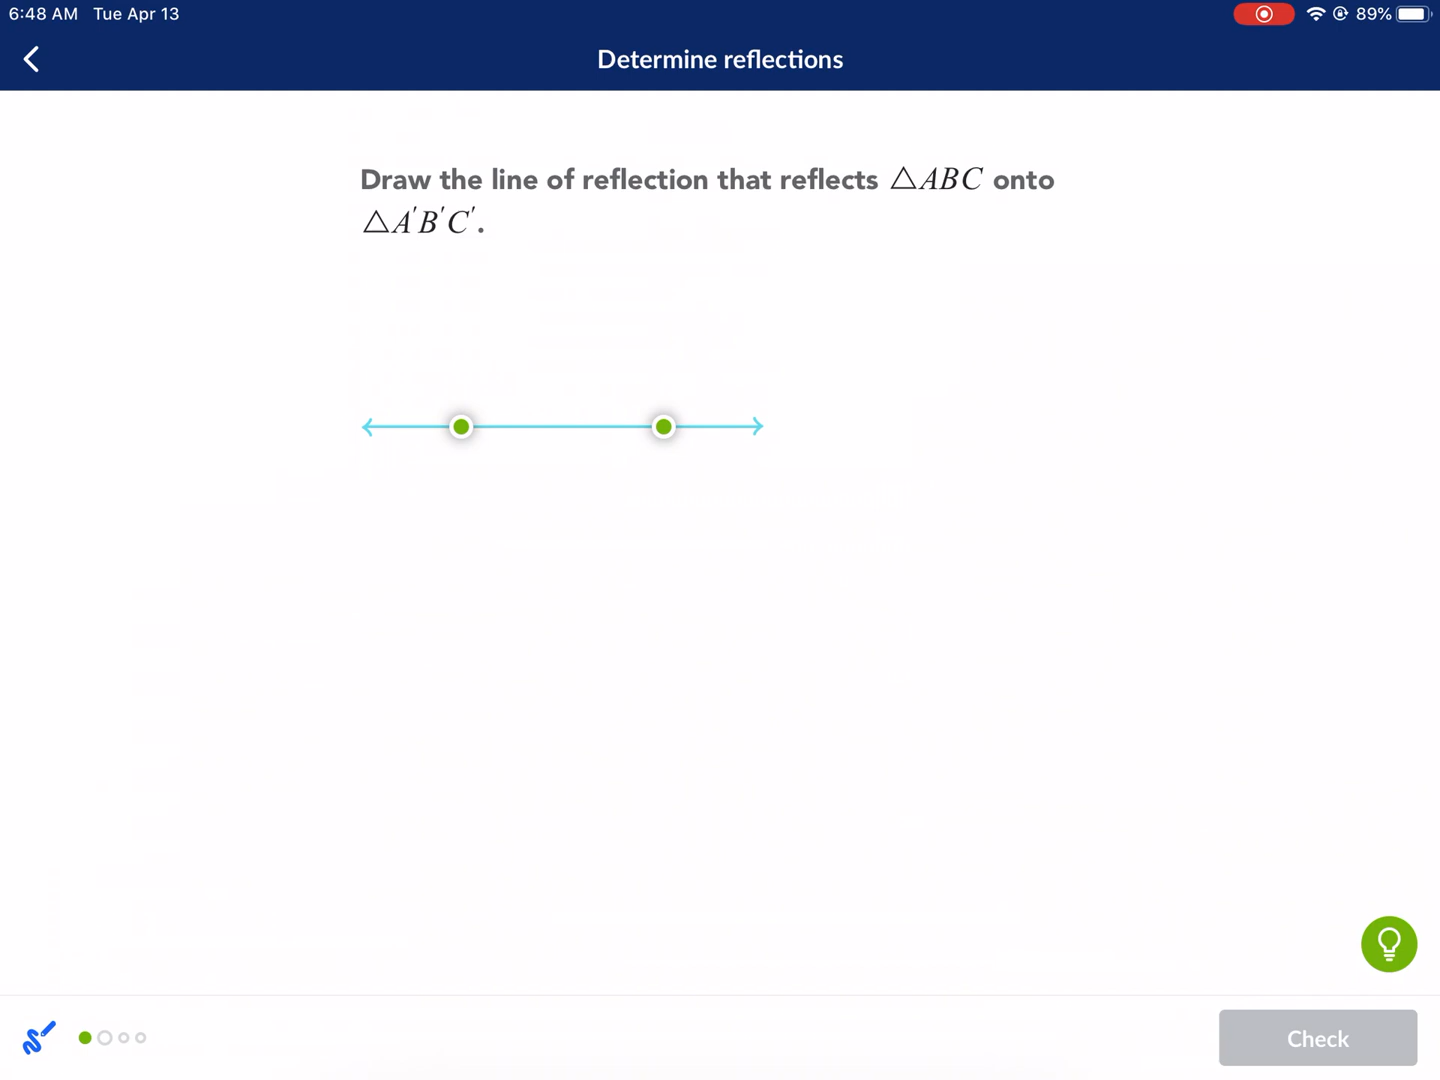 6:48 AM Tue Apr 13
89%
Determine reflections
Draw the line of reflection that reflects △ABC onto
△A′B′C′.
Check